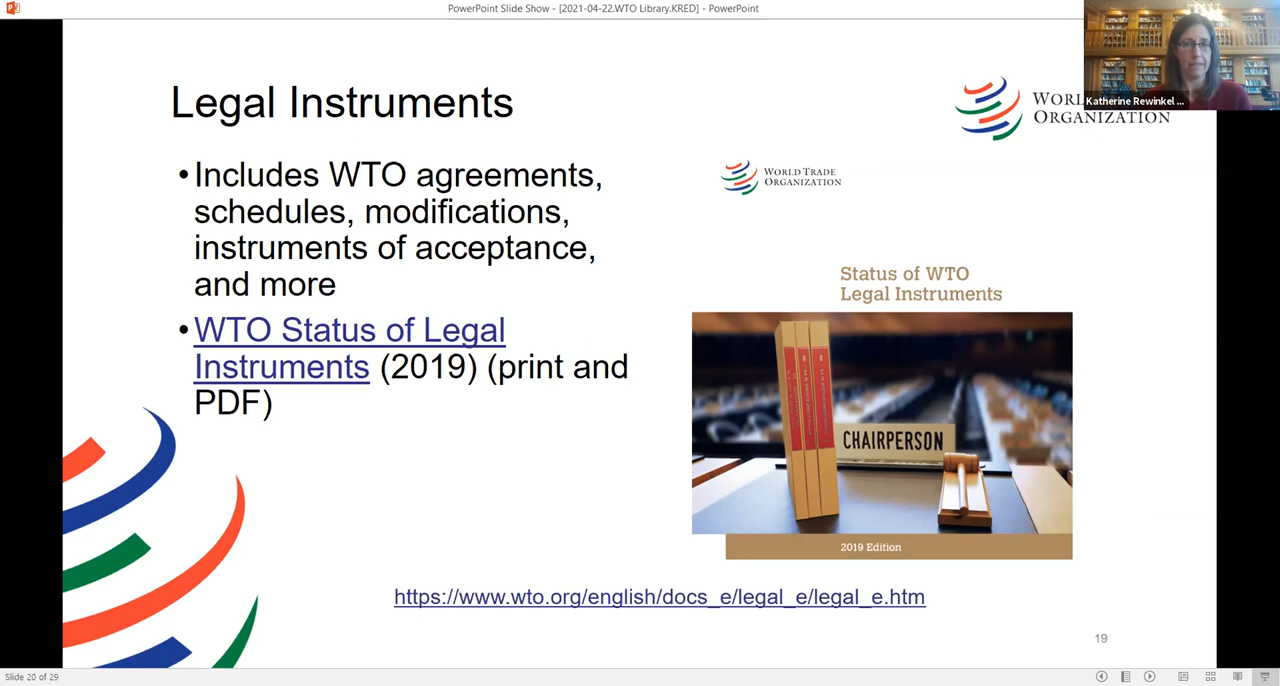 PowerPoint Slide Show - [2021-04-22.WTO Library.KRED] - PowerPoint
Legal Instruments
WORL
ORGANIZATION
Katherine Rewinkel ...
•Includes WTO agreements,
schedules, modifications,
instruments of acceptance,
and more
•WTO Status of Legal
Instruments (2019) (print and
PDF)
WORLD TRADE
ORGANIZATION
Status of WTO
Legal Instruments
CHAIRPERSON
2019 Edition
https://www.wto.org/english/docs_e/legal_e/legal_e.htm
19
Slide 20 of 29